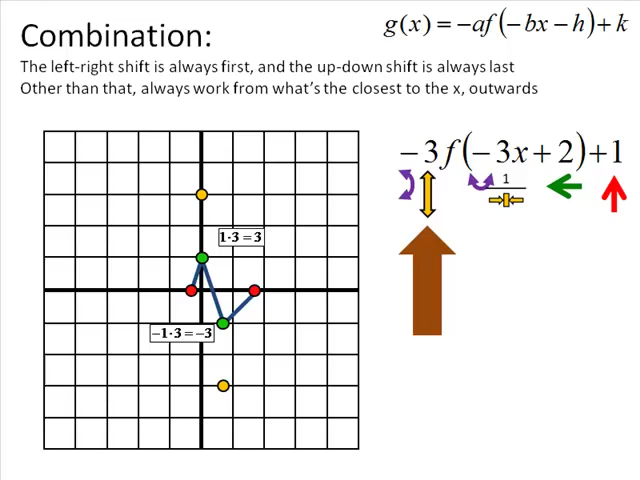 Combination:
g(x) = −af(−bx − h) + k
The left-right shift is always first, and the up-down shift is always last
Other than that, always work from what's the closest to the x, outwards
−3f(−3x + 2) + 1
1
1·3 = 3
−1·3 = −3